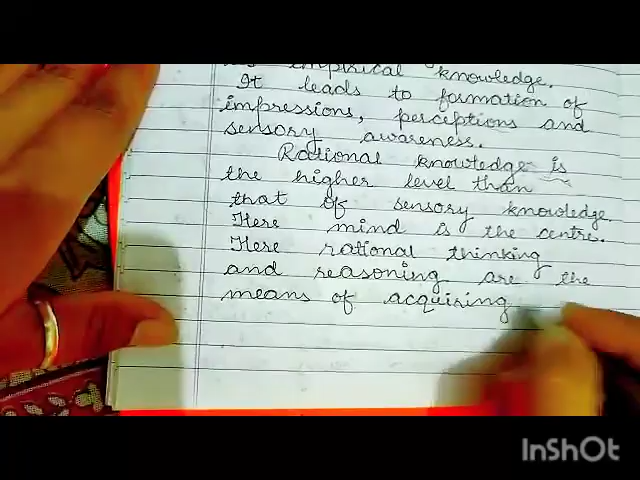 empirical knowledge.
It leads to formation of
impressions, perceptions and
sensory awareness.
Rational knowledge is
the higher level than
that of sensory knowledge
Here mind is the centre.
Here rational thinking
and reasoning are the
means of acquiring
InShOt